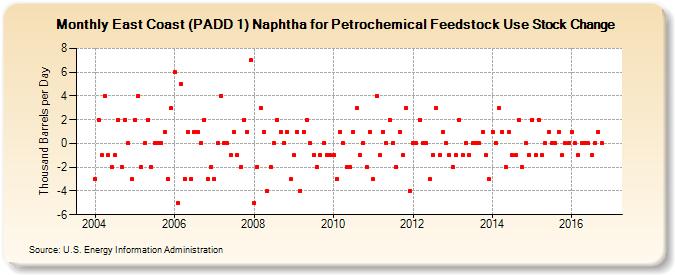 Monthly East Coast (PADD 1) Naphtha for Petrochemical Feedstock Use Stock Change
Thousand Barrels per Day
8
6
4
2
0
-2
-4
-6
2004 2006 2008 2010 2012 2014 2016
Source: U.S. Energy Information Administration